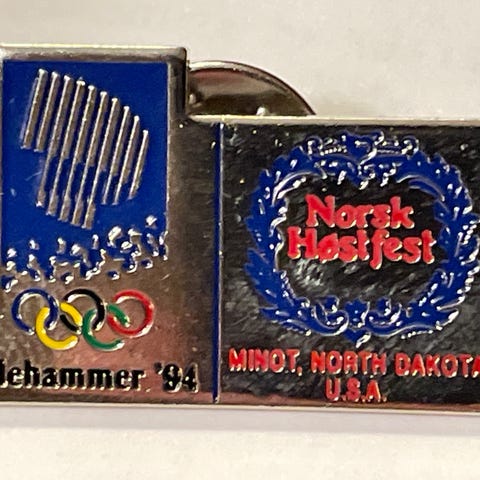 lehammer '94
Norsk
Høstfest
MINOT, NORTH DAKOTA
U.S.A.